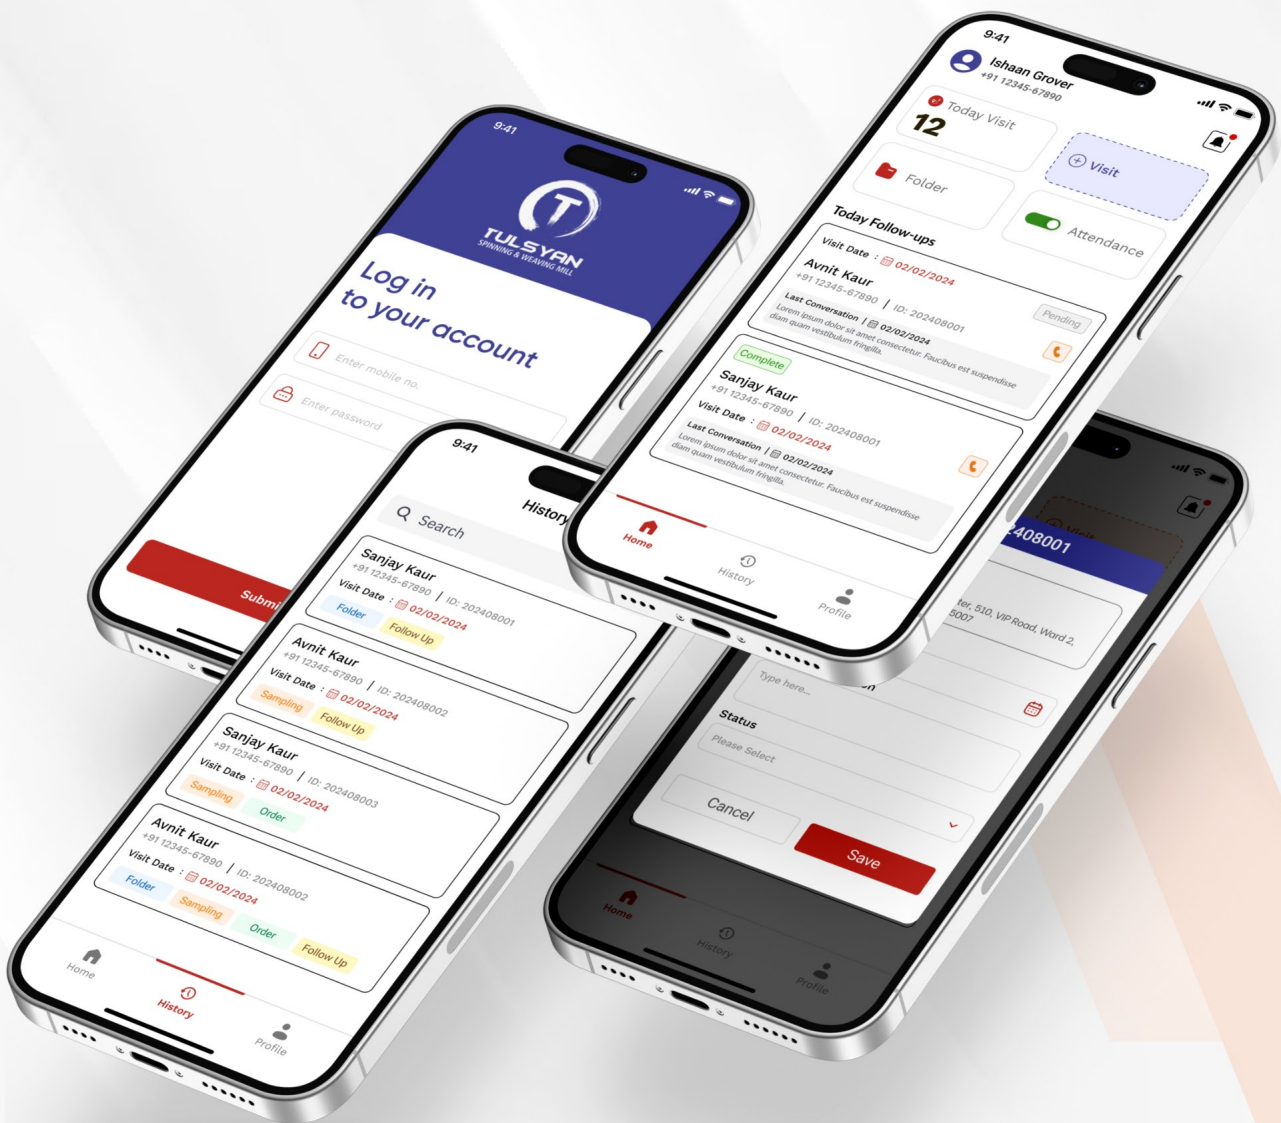 9:41
TULSYAN
SPINNING & WEAVING MILL
Log in
to your account
Enter mobile no.
Enter password
9:41
Ishaan Grover
+91 12345-67890
Today Visit
12
Visit
Folder
Attendance
Today Follow-ups
Visit Date : 02/02/2024
Avnit Kaur
+91 12345-67890 | ID: 202408001
Pending
Last Conversation | 02/02/2024
Lorem ipsum dolor sit amet consectetur. Faucibus est suspendisse
diam quam vestibulum fringilla.
Complete
Sanjay Kaur
+91 12345-67890 | ID: 202408001
Visit Date : 02/02/2024
Last Conversation | 02/02/2024
Lorem ipsum dolor sit amet consectetur. Faucibus est suspendisse
diam quam vestibulum fringilla.
Home
History
Profile
9:41
History
Search
Sanjay Kaur
+91 12345-67890 | ID: 202408001
Visit Date : 02/02/2024
Folder Follow Up
Avnit Kaur
+91 12345-67890 | ID: 202408002
Visit Date : 02/02/2024
Sampling Follow Up
Sanjay Kaur
+91 12345-67890 | ID: 202408003
Visit Date : 02/02/2024
Sampling Order
Avnit Kaur
+91 12345-67890 | ID: 202408002
Visit Date : 02/02/2024
Folder Sampling Order Follow Up
Home
History
Profile
Visit
2408001
510, VIP Road, Ward 2,
5007
Type here...
Status
Please Select
Cancel
Save
Home
History
Profile